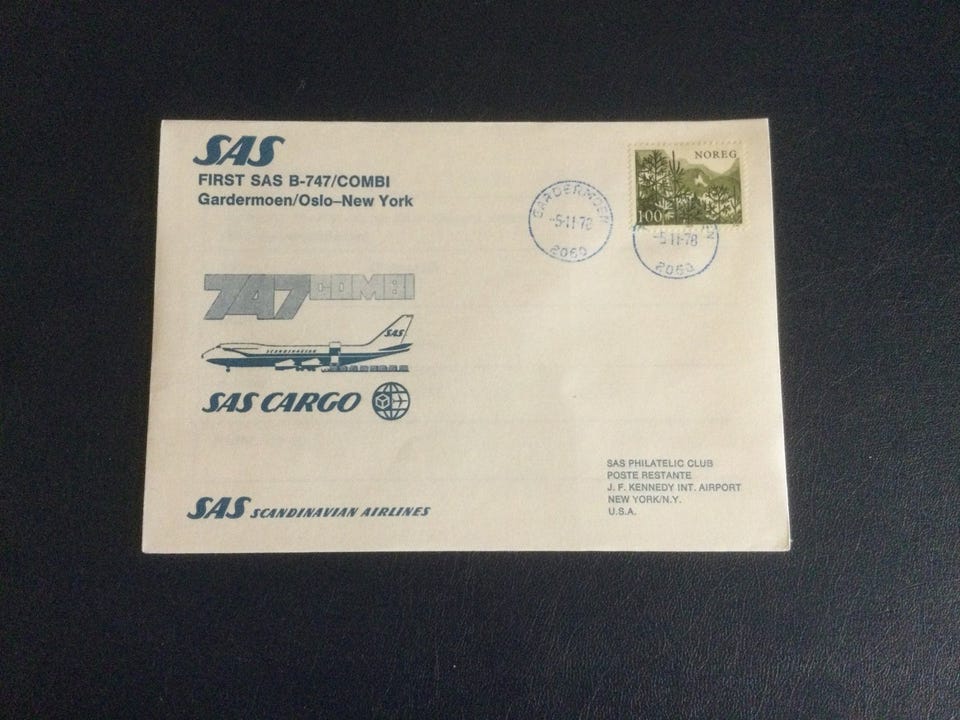 SAS
FIRST SAS B-747/COMBI
Gardermoen/Oslo–New York
GARDERMOEN
-5-11-78
2060
NOREG
100
-5-11-78
2060
747 COMBI
SAS
SCANDINAVIAN
SAS CARGO
SAS PHILATELIC CLUB
POSTE RESTANTE
J. F. KENNEDY INT. AIRPORT
NEW YORK/N.Y.
U.S.A.
SAS SCANDINAVIAN AIRLINES